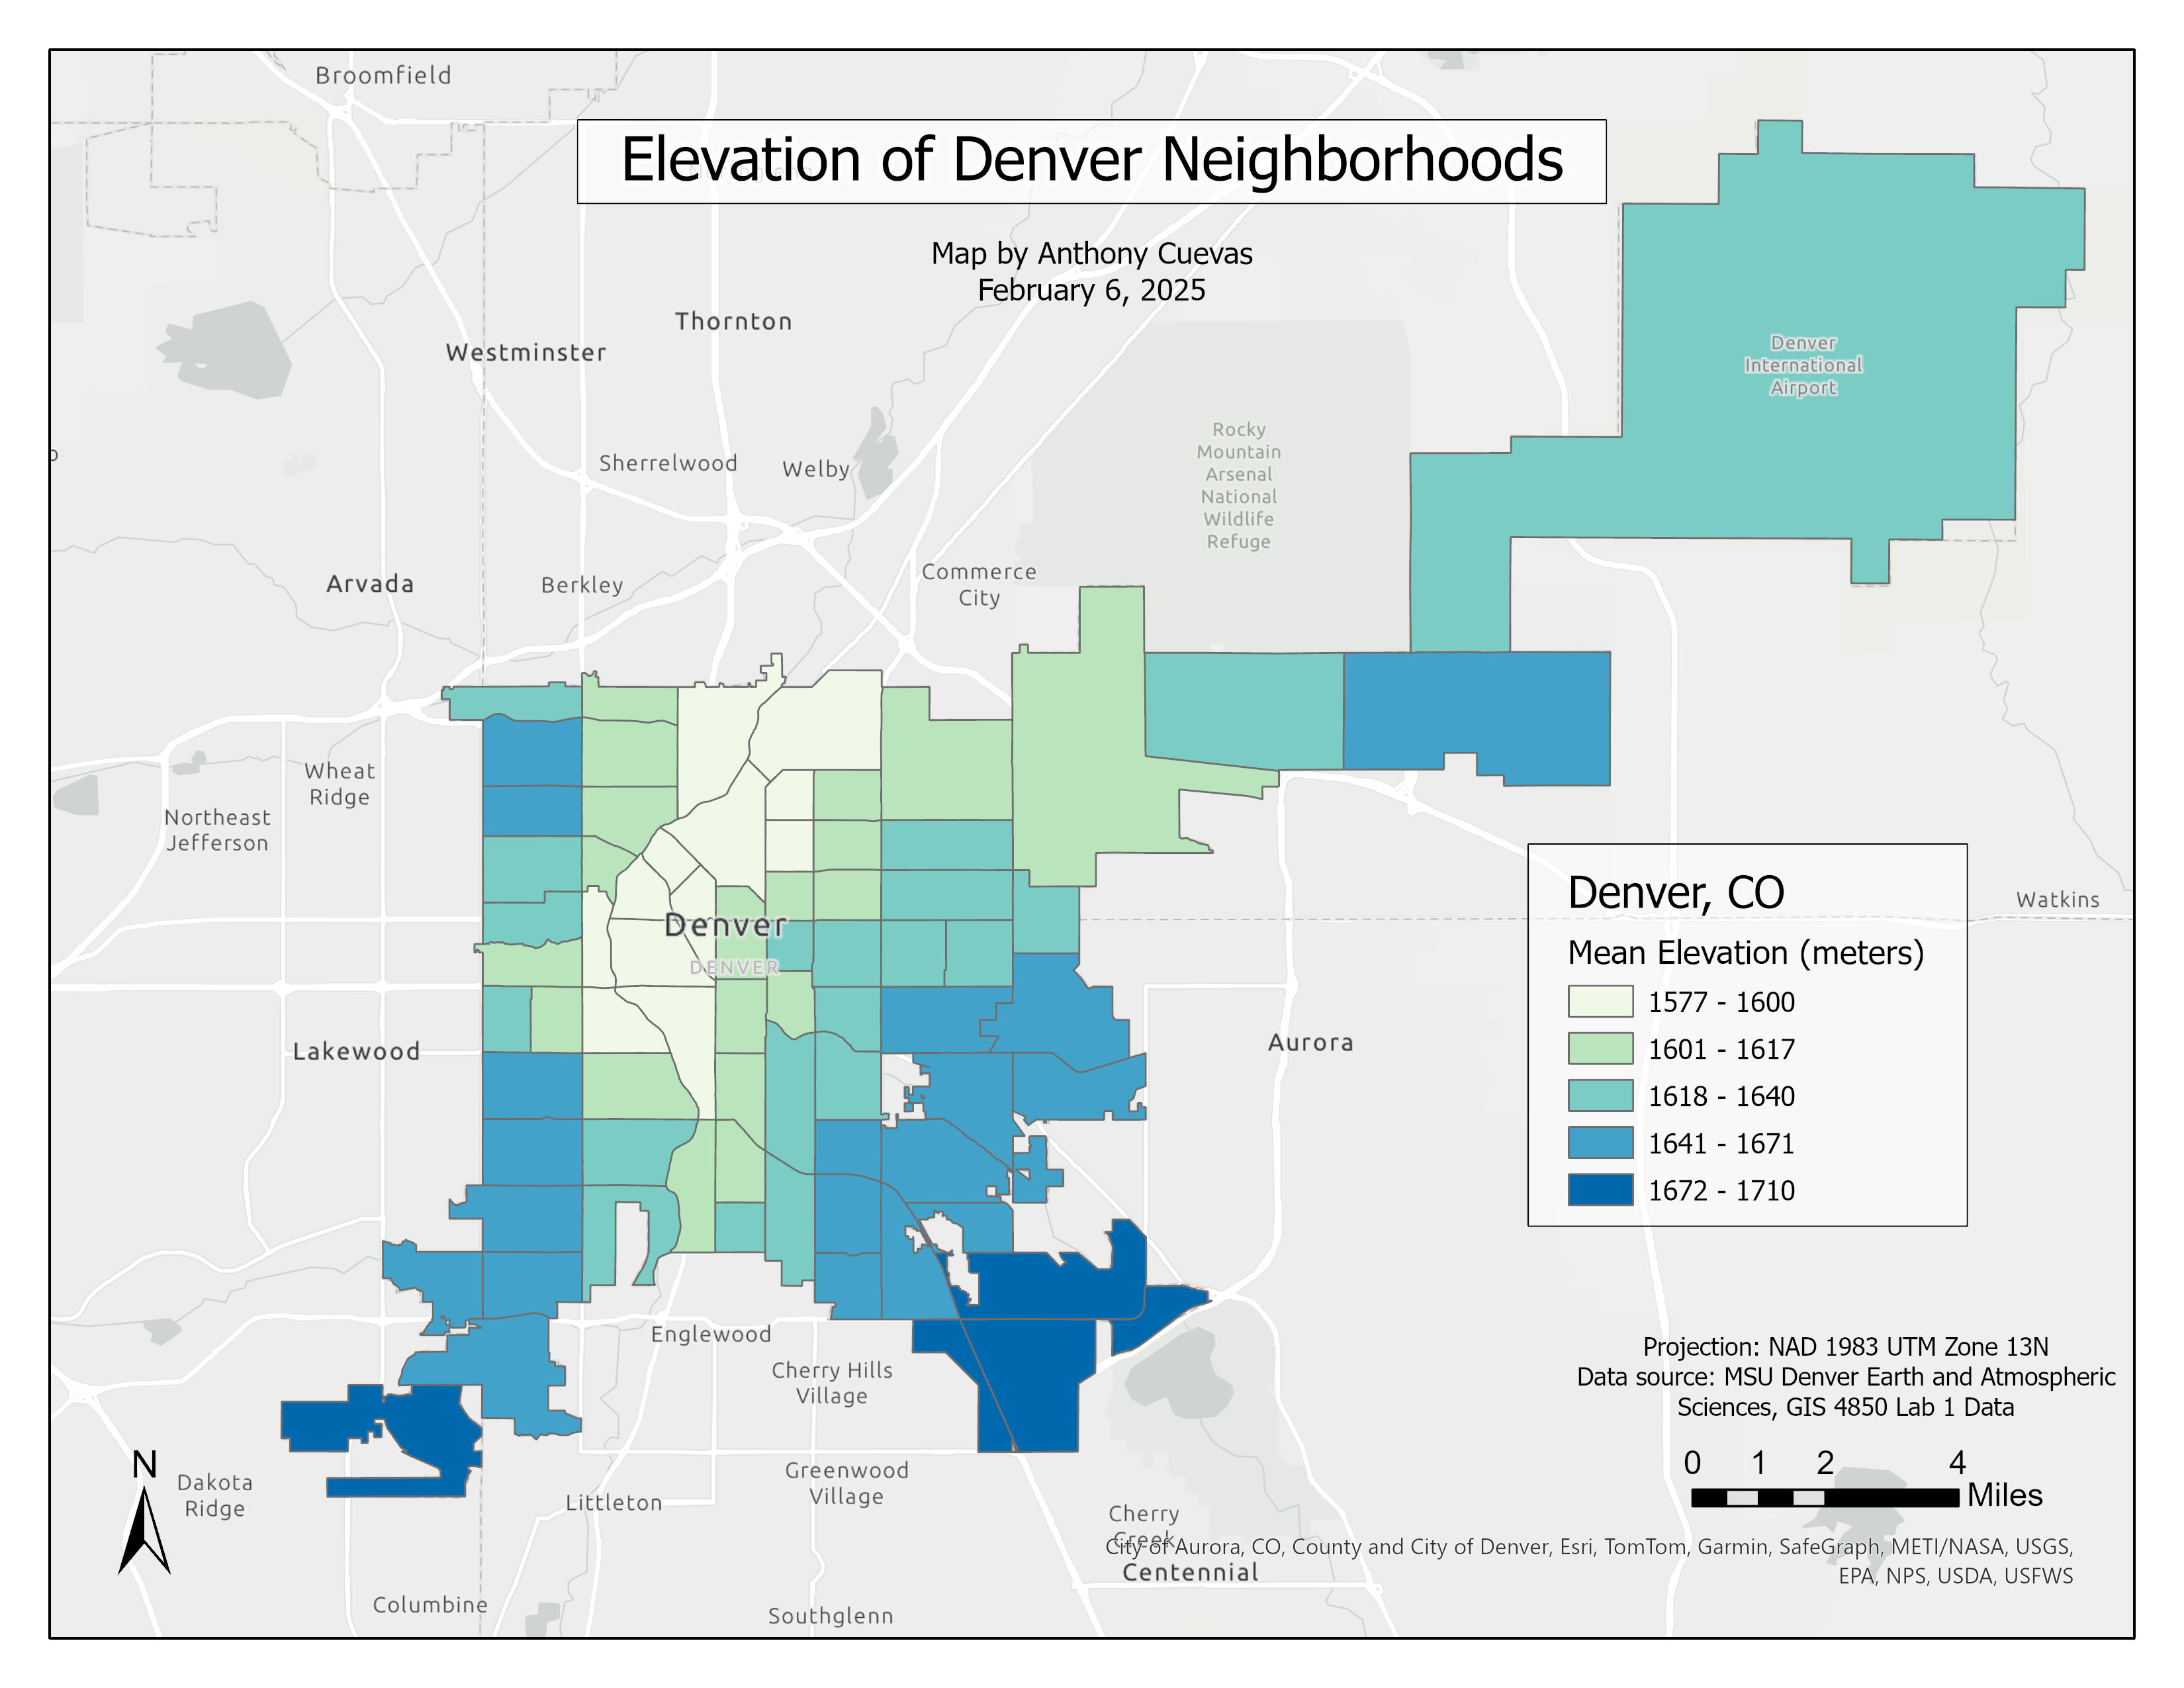 Broomfield
Elevation of Denver Neighborhoods
Map by Anthony Cuevas
February 6, 2025
Thornton
Westminster
Denver
International
Airport
Rocky
Mountain
Arsenal
National
Wildlife
Refuge
Sherrelwood
Welby
Arvada
Berkley
Commerce
City
Wheat
Ridge
Northeast
Jefferson
Denver
DENVER
Watkins
Lakewood
Aurora
Denver, CO
Mean Elevation (meters)
1577 - 1600
1601 - 1617
1618 - 1640
1641 - 1671
1672 - 1710
Englewood
Cherry Hills
Village
Projection: NAD 1983 UTM Zone 13N
Data source: MSU Denver Earth and Atmospheric
Sciences, GIS 4850 Lab 1 Data
0 1 2 4
Miles
N
Dakota
Ridge
Greenwood
Village
Littleton
Cherry
Creek
City of Aurora, CO, County and City of Denver, Esri, TomTom, Garmin, SafeGraph, METI/NASA, USGS,
EPA, NPS, USDA, USFWS
Centennial
Columbine
Southglenn